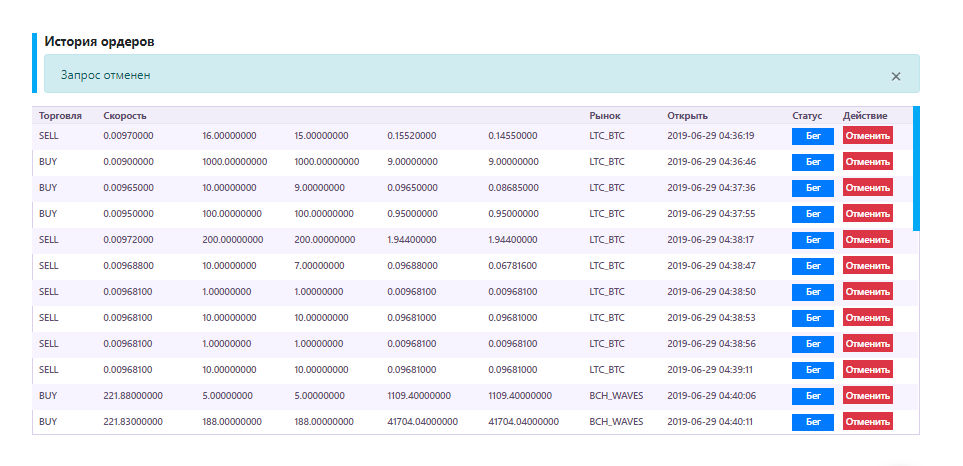 История ордеров
Запрос отменен ×
Торговля Скорость Рынок Открыть Статус Действие
SELL 0.00970000 16.00000000 15.00000000 0.15520000 0.14550000 LTC_BTC 2019-06-29 04:36:19 Бег Отменить
BUY 0.00900000 1000.00000000 1000.00000000 9.00000000 9.00000000 LTC_BTC 2019-06-29 04:36:46 Бег Отменить
BUY 0.00965000 10.00000000 9.00000000 0.09650000 0.08685000 LTC_BTC 2019-06-29 04:37:36 Бег Отменить
BUY 0.00950000 100.00000000 100.00000000 0.95000000 0.95000000 LTC_BTC 2019-06-29 04:37:55 Бег Отменить
SELL 0.00972000 200.00000000 200.00000000 1.94400000 1.94400000 LTC_BTC 2019-06-29 04:38:17 Бег Отменить
SELL 0.00968800 10.00000000 7.00000000 0.09688000 0.06781600 LTC_BTC 2019-06-29 04:38:47 Бег Отменить
SELL 0.00968100 1.00000000 1.00000000 0.00968100 0.00968100 LTC_BTC 2019-06-29 04:38:50 Бег Отменить
SELL 0.00968100 10.00000000 10.00000000 0.09681000 0.09681000 LTC_BTC 2019-06-29 04:38:53 Бег Отменить
SELL 0.00968100 1.00000000 1.00000000 0.00968100 0.00968100 LTC_BTC 2019-06-29 04:38:56 Бег Отменить
SELL 0.00968100 10.00000000 10.00000000 0.09681000 0.09681000 LTC_BTC 2019-06-29 04:39:11 Бег Отменить
BUY 221.88000000 5.00000000 5.00000000 1109.40000000 1109.40000000 BCH_WAVES 2019-06-29 04:40:06 Бег Отменить
BUY 221.83000000 188.00000000 188.00000000 41704.04000000 41704.04000000 BCH_WAVES 2019-06-29 04:40:11 Бег Отменить